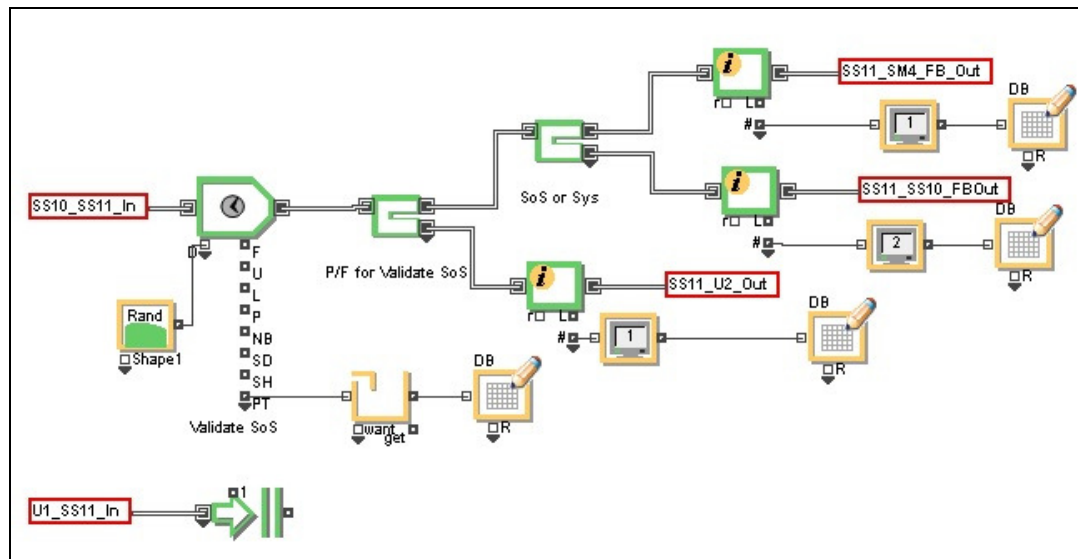 SS11_SM4_FB_Out
DB
r L
#
1
R
SoS or Sys
SS10_SS11_In
SS11_SS10_FBOut
DB
r L
#
2
R
D
F
U
L
P
NB
SD
SH
PT
P/F for Validate SoS
SS11_U2_Out
DB
r L
#
1
R
Rand
Shape1
DB
R
want
get
Validate SoS
U1_SS11_In
1